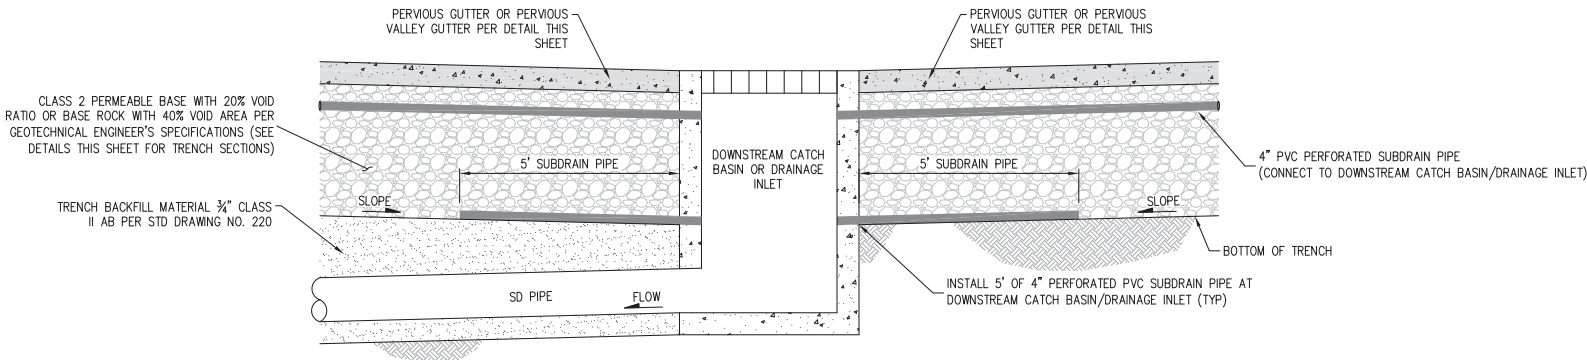 PERVIOUS GUTTER OR PERVIOUS
VALLEY GUTTER PER DETAIL THIS
SHEET
PERVIOUS GUTTER OR PERVIOUS
VALLEY GUTTER PER DETAIL THIS
SHEET
CLASS 2 PERMEABLE BASE WITH 20% VOID
RATIO OR BASE ROCK WITH 40% VOID AREA PER
GEOTECHNICAL ENGINEER'S SPECIFICATIONS (SEE
DETAILS THIS SHEET FOR TRENCH SECTIONS)
5' SUBDRAIN PIPE
DOWNSTREAM CATCH
BASIN OR DRAINAGE
INLET
5' SUBDRAIN PIPE
4" PVC PERFORATED SUBDRAIN PIPE
(CONNECT TO DOWNSTREAM CATCH BASIN/DRAINAGE INLET)
SLOPE
SLOPE
TRENCH BACKFILL MATERIAL ¾" CLASS
II AB PER STD DRAWING NO. 220
BOTTOM OF TRENCH
INSTALL 5' OF 4" PERFORATED PVC SUBDRAIN PIPE AT
DOWNSTREAM CATCH BASIN/DRAINAGE INLET (TYP)
SD PIPE
FLOW